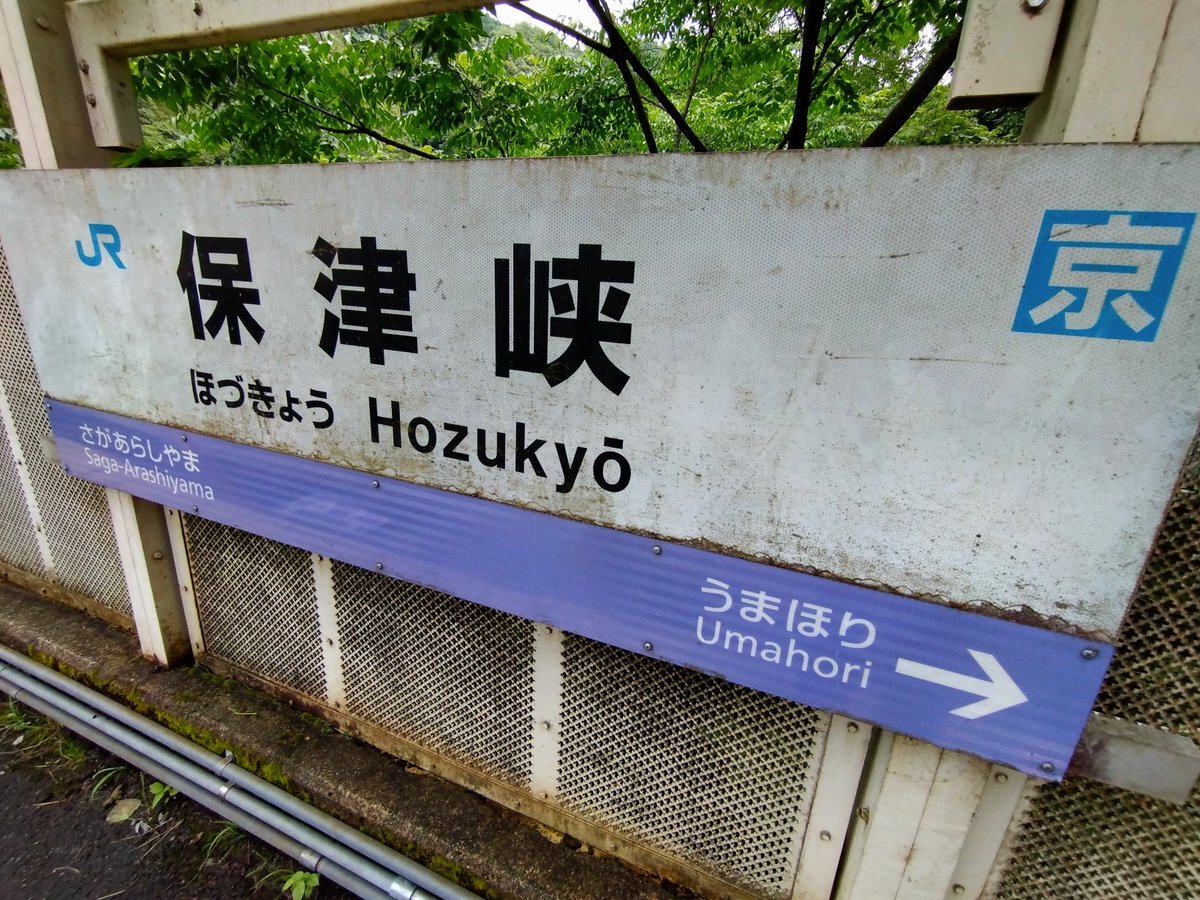 JR
保津峡
京
ほづきょう Hozukyō
さがあらしやま
Saga-Arashiyama
うまほり
Umahori